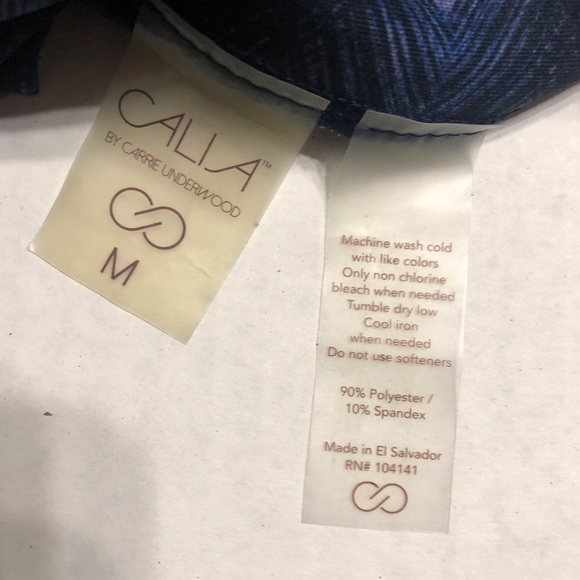 CALIA™
BY CARRIE UNDERWOOD
M
Machine wash cold
with like colors
Only non chlorine
bleach when needed
Tumble dry low
Cool iron
when needed
Do not use softeners
90% Polyester /
10% Spandex
Made in El Salvador
RN# 104141